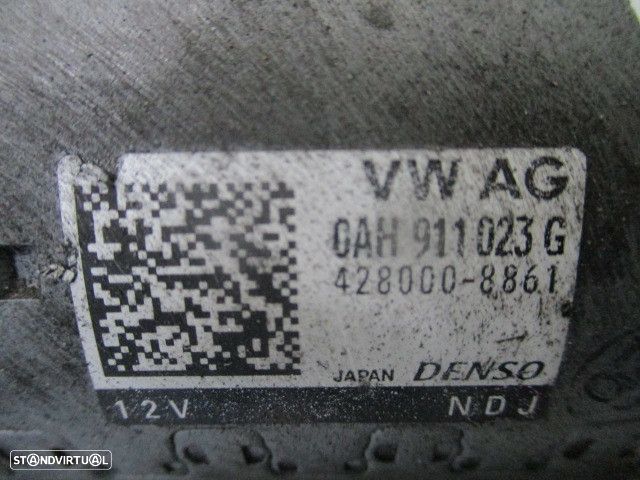 VW AG
0AH 911 023 G
428000-8861
JAPAN DENSO
12V NDJ
STANDVIRTUAL